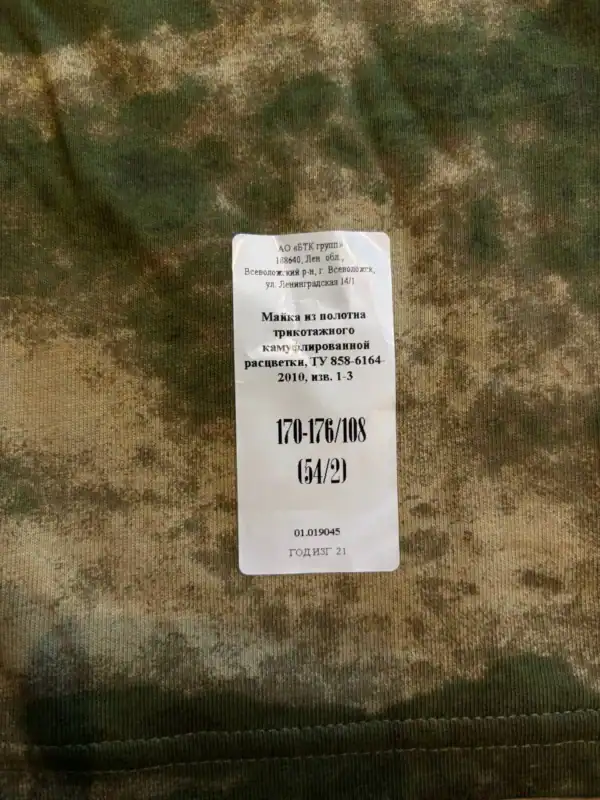 АО «БТК групп»
188640, Лен. обл.,
Всеволожский р-н, г. Всеволожск,
ул. Ленинградская 14/1
Майка из полотна
трикотажного
камуфлированной
расцветки, ТУ 858-6164-
2010, изв. 1-3
170-176/108
(54/2)
01.019045
ГОД ИЗГ 21